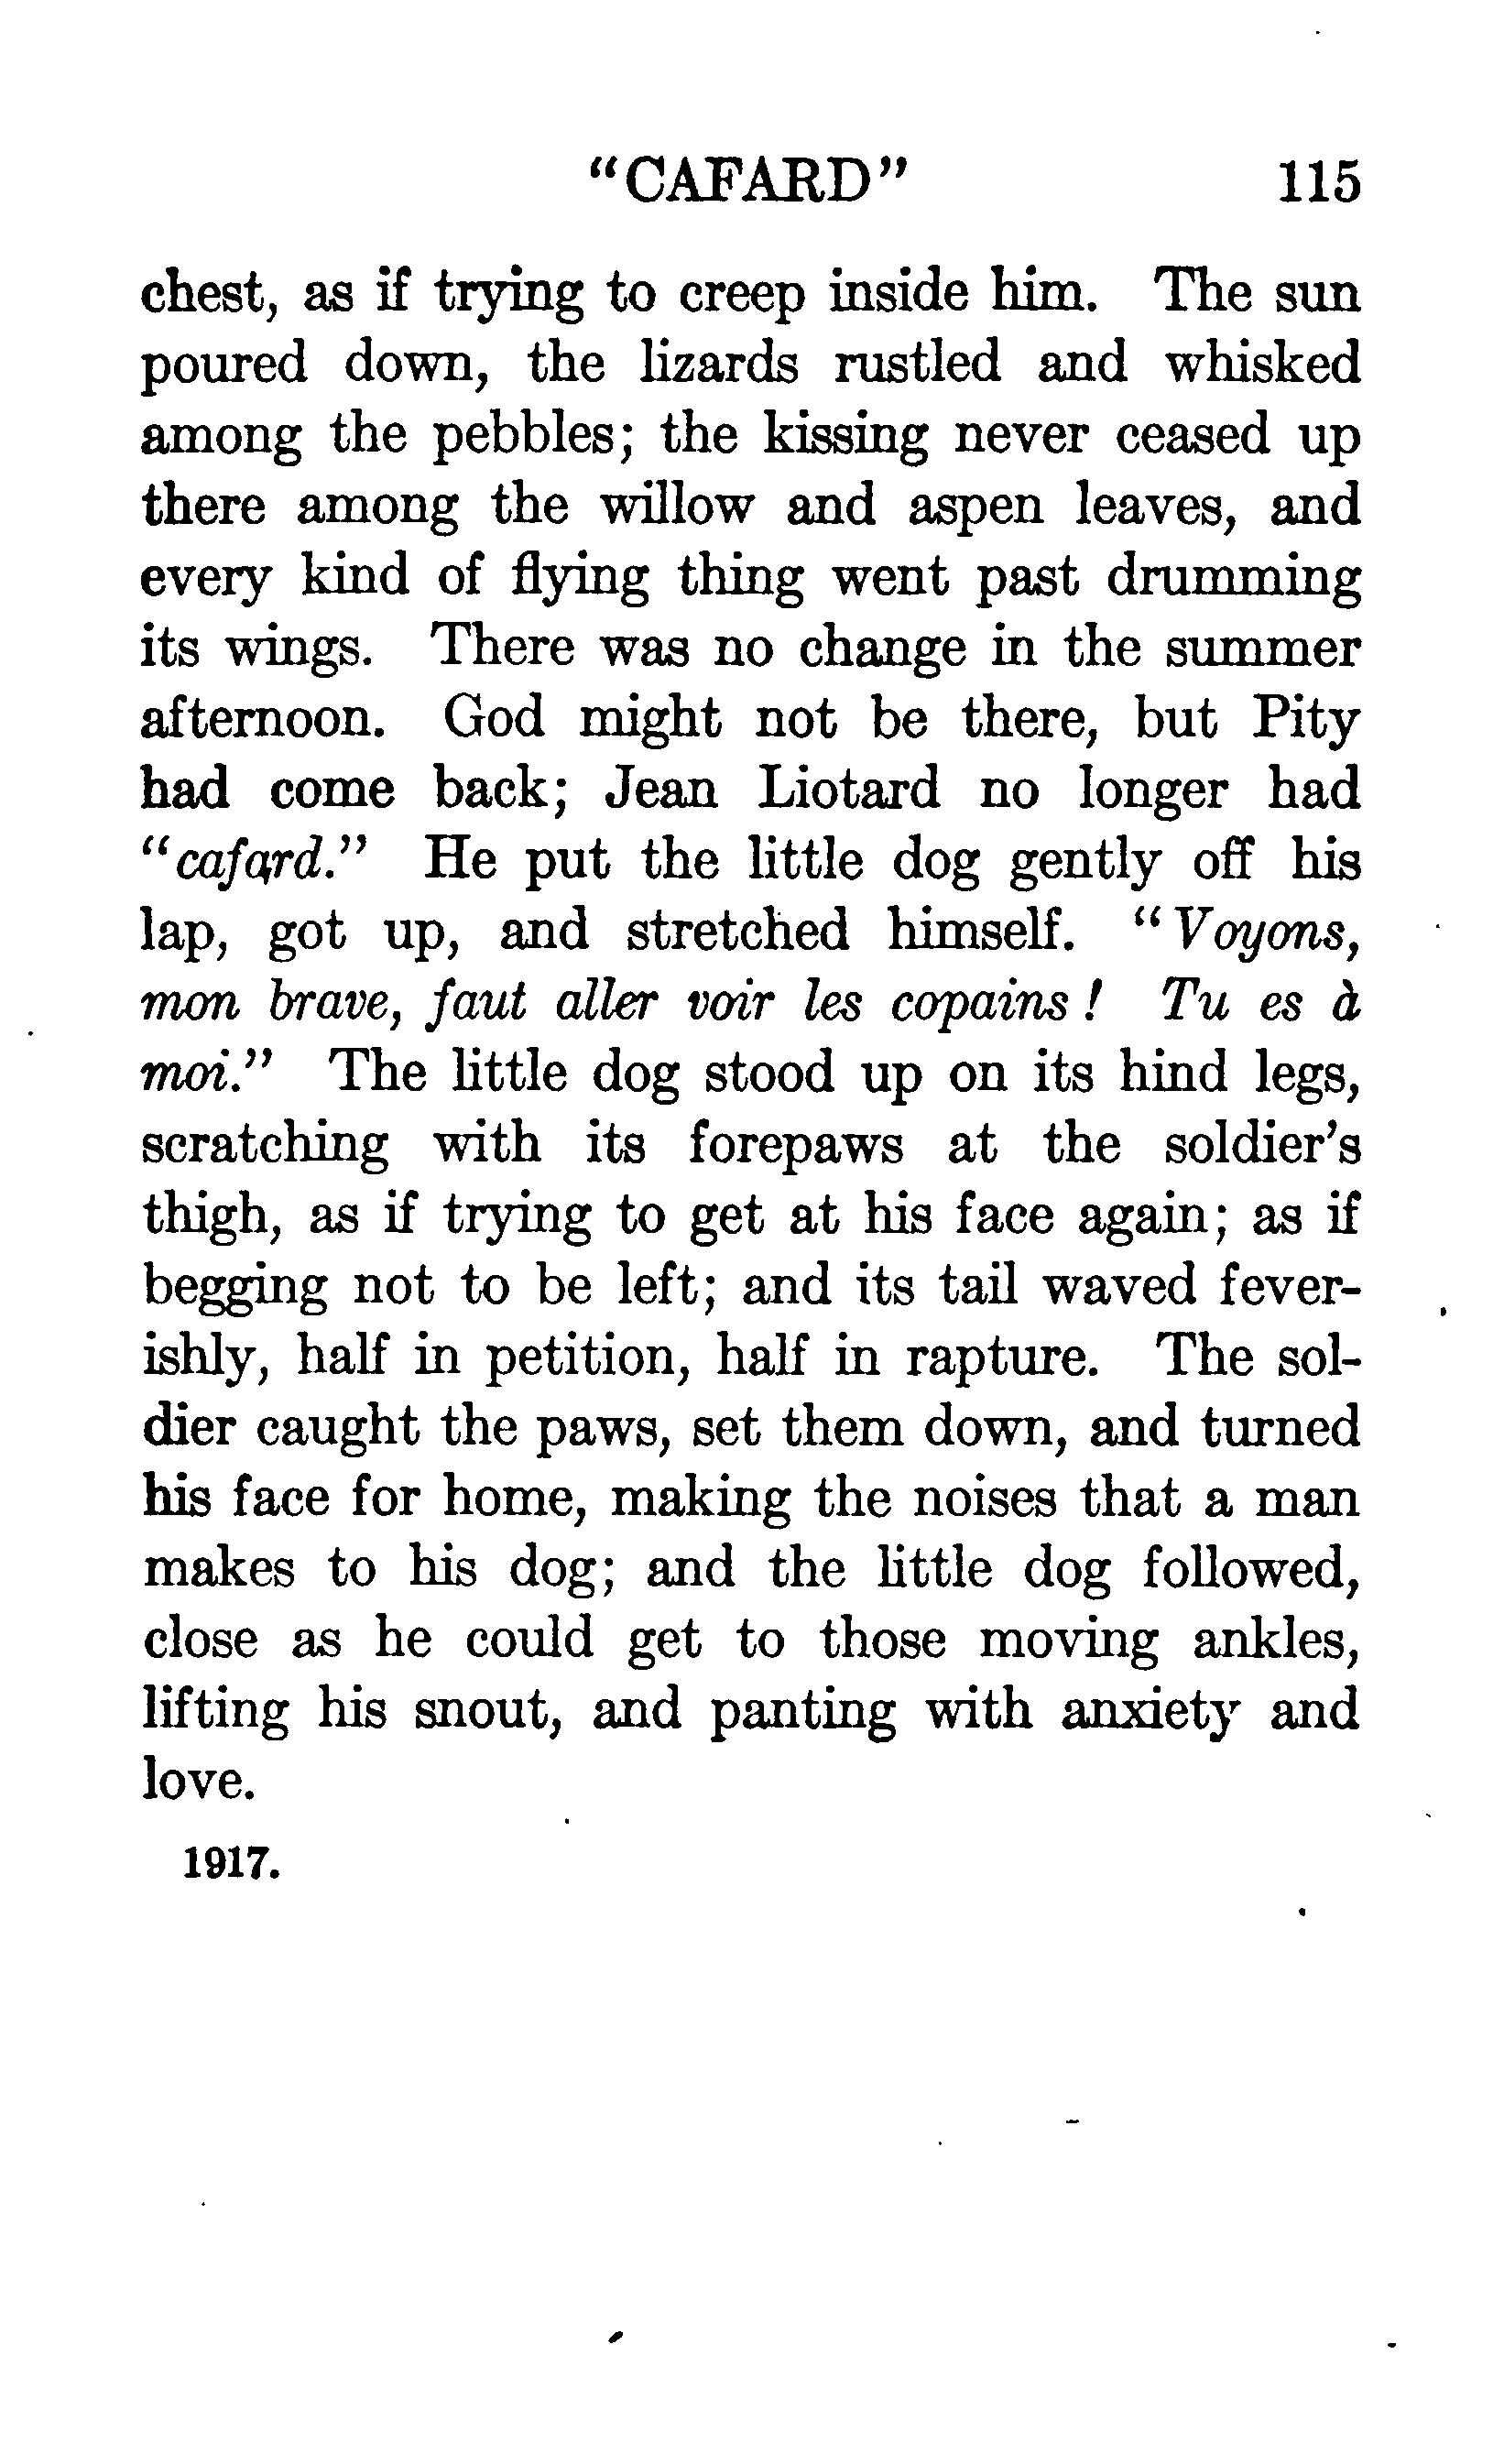 "CAFARD" 115
chest, as if trying to creep inside him. The sun
poured down, the lizards rustled and whisked
among the pebbles; the kissing never ceased up
there among the willow and aspen leaves, and
every kind of flying thing went past drumming
its wings. There was no change in the summer
afternoon. God might not be there, but Pity
had come back; Jean Liotard no longer had
"cafard." He put the little dog gently off his
lap, got up, and stretched himself. "Voyons,
mon brave, faut aller voir les copains! Tu es à
moi." The little dog stood up on its hind legs,
scratching with its forepaws at the soldier's
thigh, as if trying to get at his face again; as if
begging not to be left; and its tail waved fever-
ishly, half in petition, half in rapture. The sol-
dier caught the paws, set them down, and turned
his face for home, making the noises that a man
makes to his dog; and the little dog followed,
close as he could get to those moving ankles,
lifting his snout, and panting with anxiety and
love.
1917.